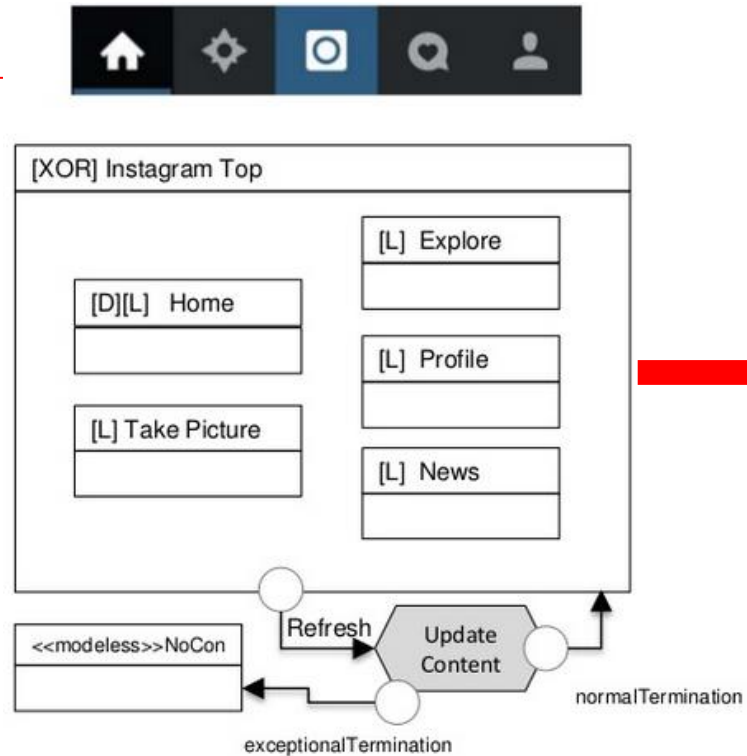 [XOR] Instagram Top
[L] Explore
[D][L] Home
[L] Profile
[L] Take Picture
[L] News
Refresh
Update
Content
<<modeless>>NoCon
normalTermination
exceptionalTermination